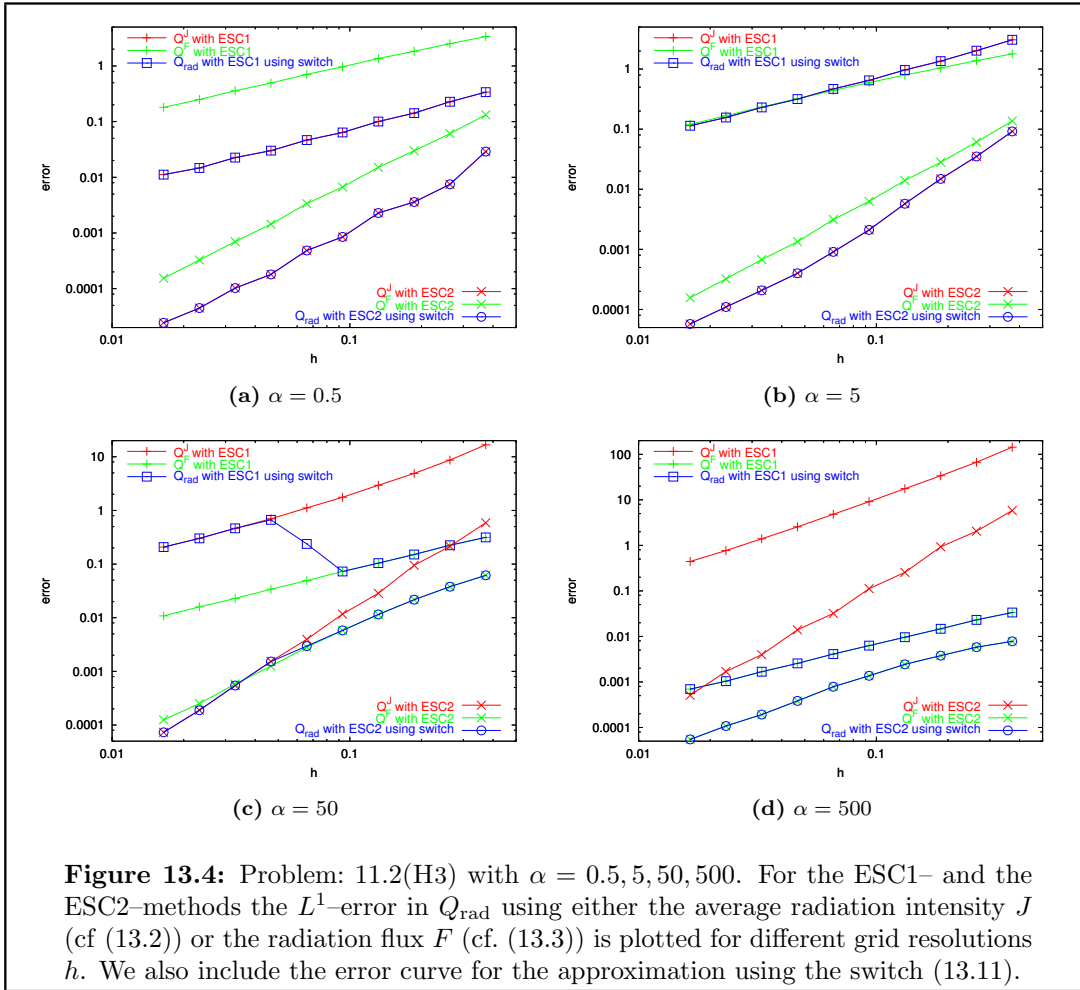 Q^J with ESC1
Q^F with ESC1
Q_rad with ESC1 using switch
1
0.1
0.01
0.001
0.0001
error
Q^J with ESC2
Q^F with ESC2
Q_rad with ESC2 using switch
0.01
0.1
h
(a) α = 0.5
Q^J with ESC1
Q^F with ESC1
Q_rad with ESC1 using switch
1
0.1
0.01
0.001
0.0001
error
Q^J with ESC2
Q^F with ESC2
Q_rad with ESC2 using switch
0.01
0.1
h
(b) α = 5
Q^J with ESC1
Q^F with ESC1
Q_rad with ESC1 using switch
10
1
0.1
0.01
0.001
0.0001
error
Q^J with ESC2
Q^F with ESC2
Q_rad with ESC2 using switch
0.01
0.1
h
(c) α = 50
Q^J with ESC1
Q^F with ESC1
Q_rad with ESC1 using switch
100
10
1
0.1
0.01
0.001
0.0001
error
Q^J with ESC2
Q^F with ESC2
Q_rad with ESC2 using switch
0.01
0.1
h
(d) α = 500
Figure 13.4: Problem: 11.2(H3) with α = 0.5, 5, 50, 500. For the ESC1– and the
ESC2–methods the L^1–error in Q_rad using either the average radiation intensity J
(cf (13.2)) or the radiation flux F (cf. (13.3)) is plotted for different grid resolutions
h. We also include the error curve for the approximation using the switch (13.11).